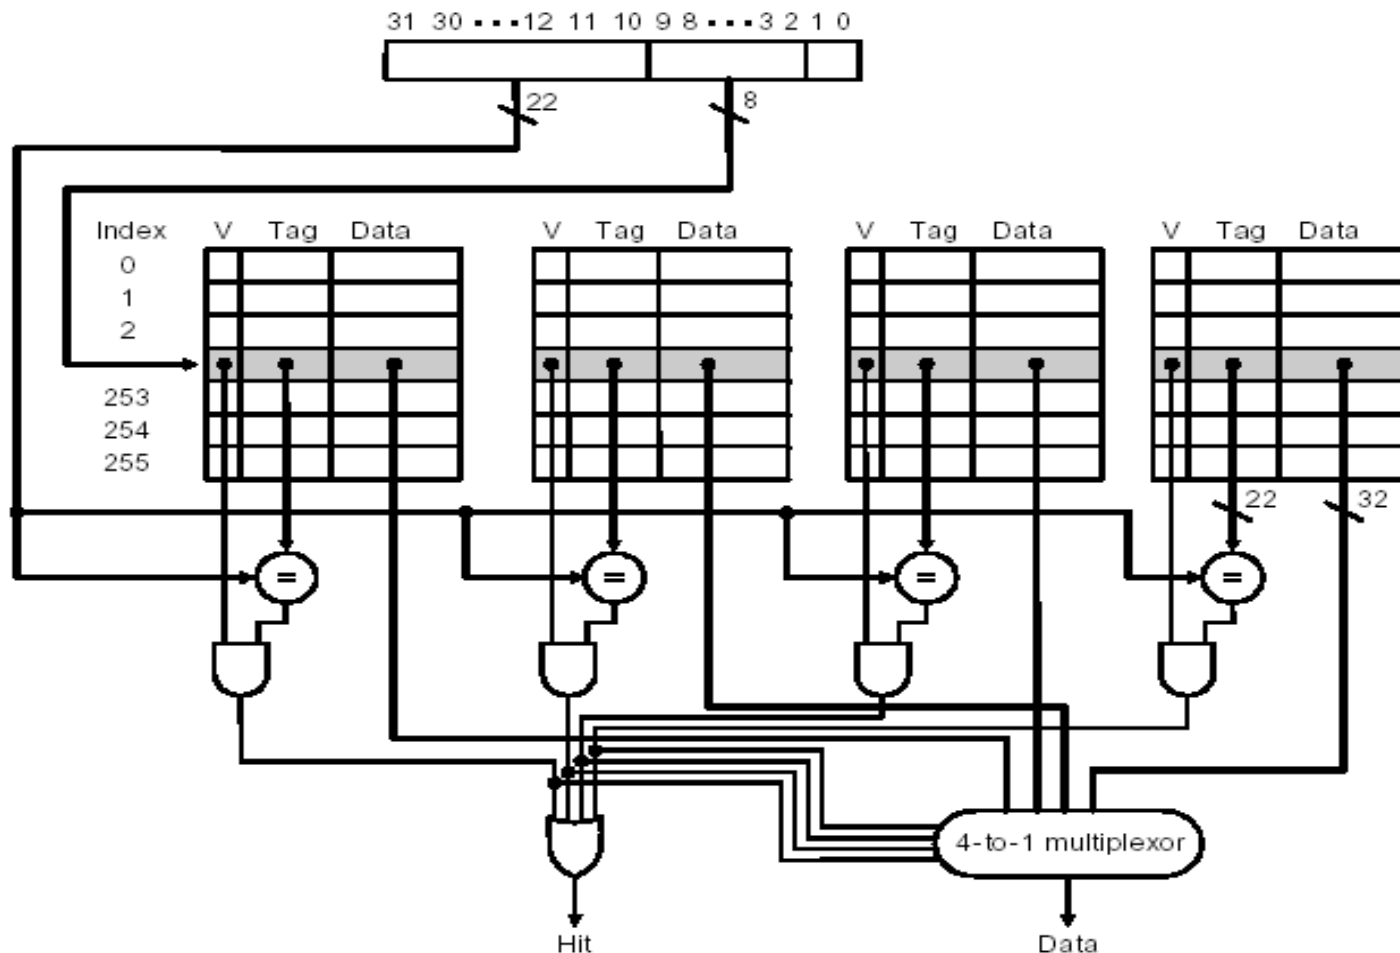 31 30 ▪ ▪ ▪ 12 11 10 9 8 ▪ ▪ ▪ 3 2 1 0
22
8
Index
V Tag Data
V Tag Data
V Tag Data
V Tag Data
0
1
2
253
254
255
22
32
=
=
=
=
4-to-1 multiplexor
Hit
Data